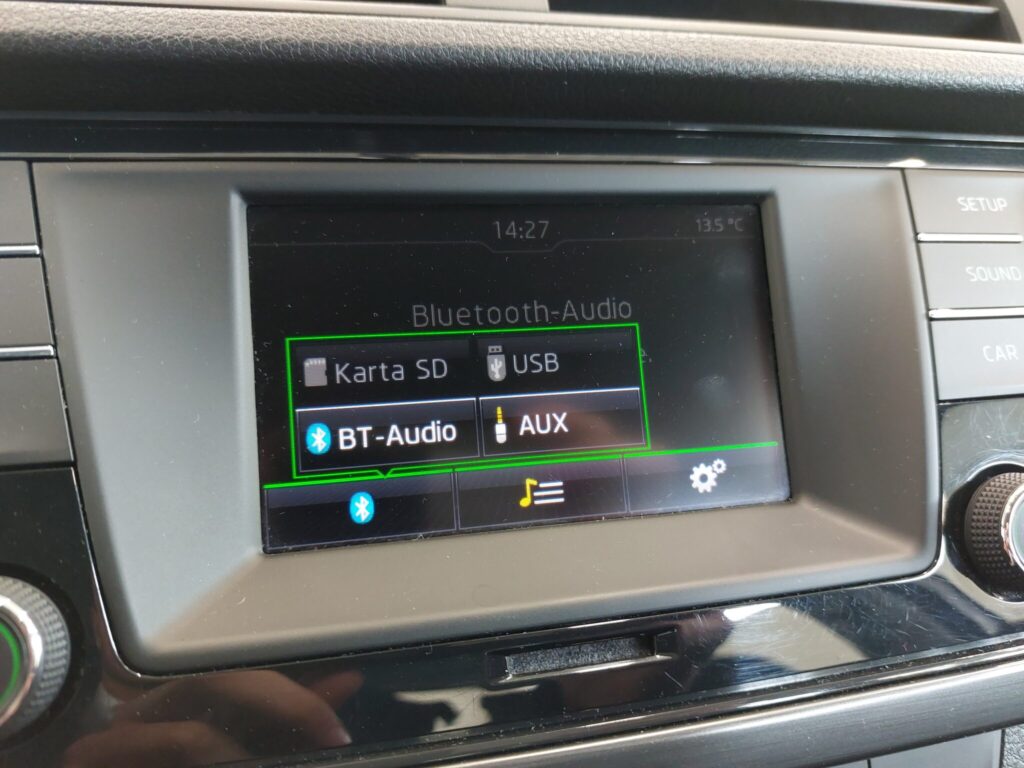 14:27
13.5 °C
Bluetooth-Audio
Karta SD
USB
BT-Audio
AUX
SETUP
SOUND
CAR